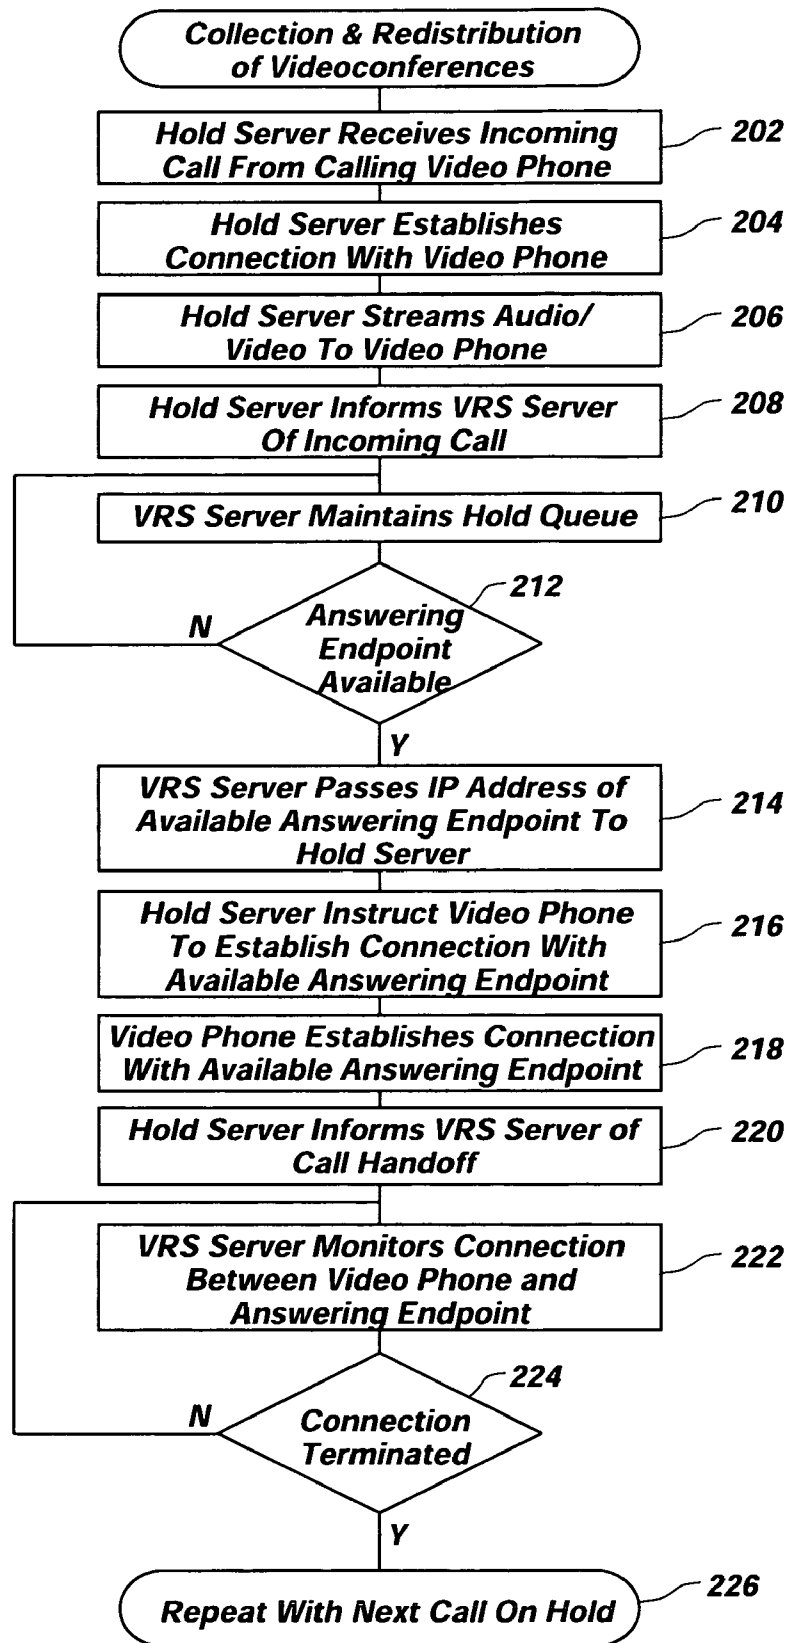 Collection & Redistribution
of Videoconferences
Hold Server Receives Incoming
Call From Calling Video Phone
202
Hold Server Establishes
Connection With Video Phone
204
Hold Server Streams Audio/
Video To Video Phone
206
Hold Server Informs VRS Server
Of Incoming Call
208
VRS Server Maintains Hold Queue
210
212
Answering
Endpoint
Available
N
Y
VRS Server Passes IP Address of
Available Answering Endpoint To
Hold Server
214
Hold Server Instruct Video Phone
To Establish Connection With
Available Answering Endpoint
216
Video Phone Establishes Connection
With Available Answering Endpoint
218
Hold Server Informs VRS Server of
Call Handoff
220
VRS Server Monitors Connection
Between Video Phone and
Answering Endpoint
222
224
Connection
Terminated
N
Y
Repeat With Next Call On Hold
226